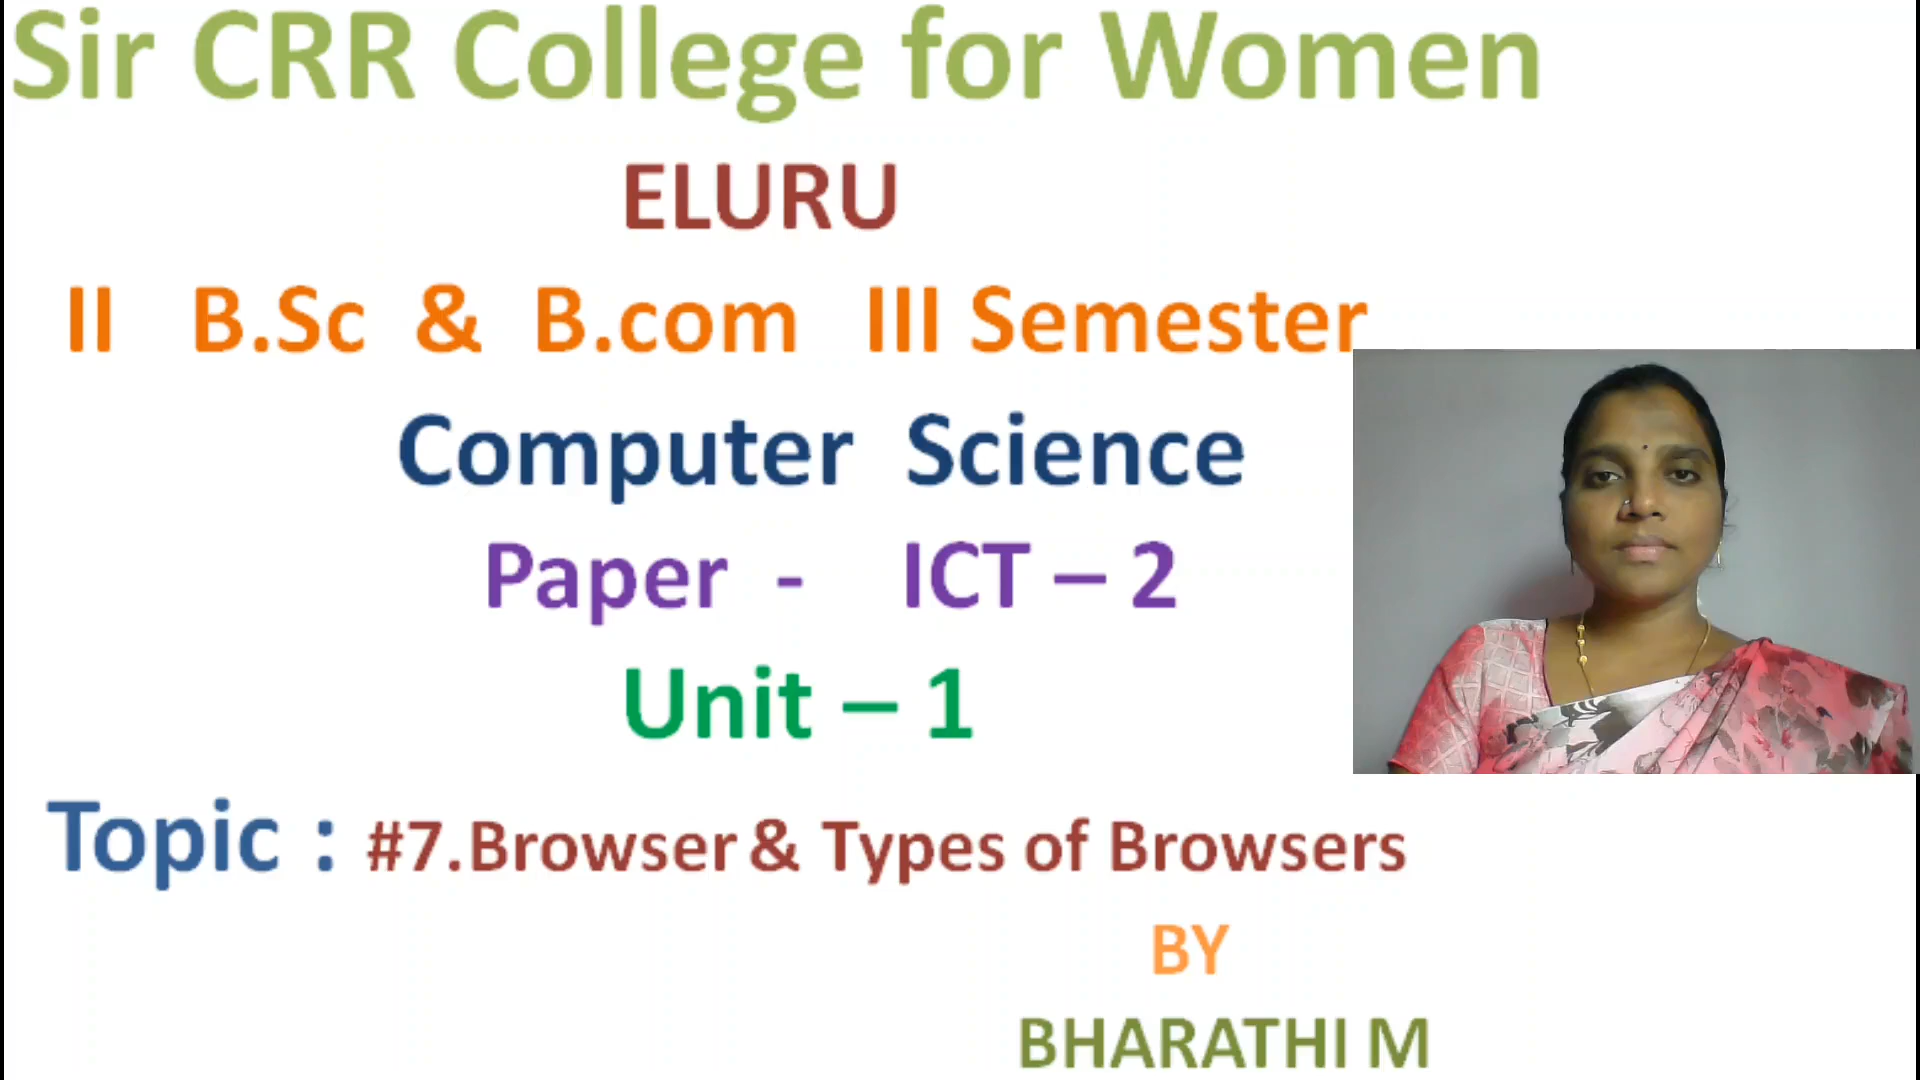 Sir CRR College for Women
ELURU
II B.Sc & B.com III Semester
Computer Science
Paper - ICT – 2
Unit – 1
Topic : #7.Browser & Types of Browsers
BY
BHARATHI M